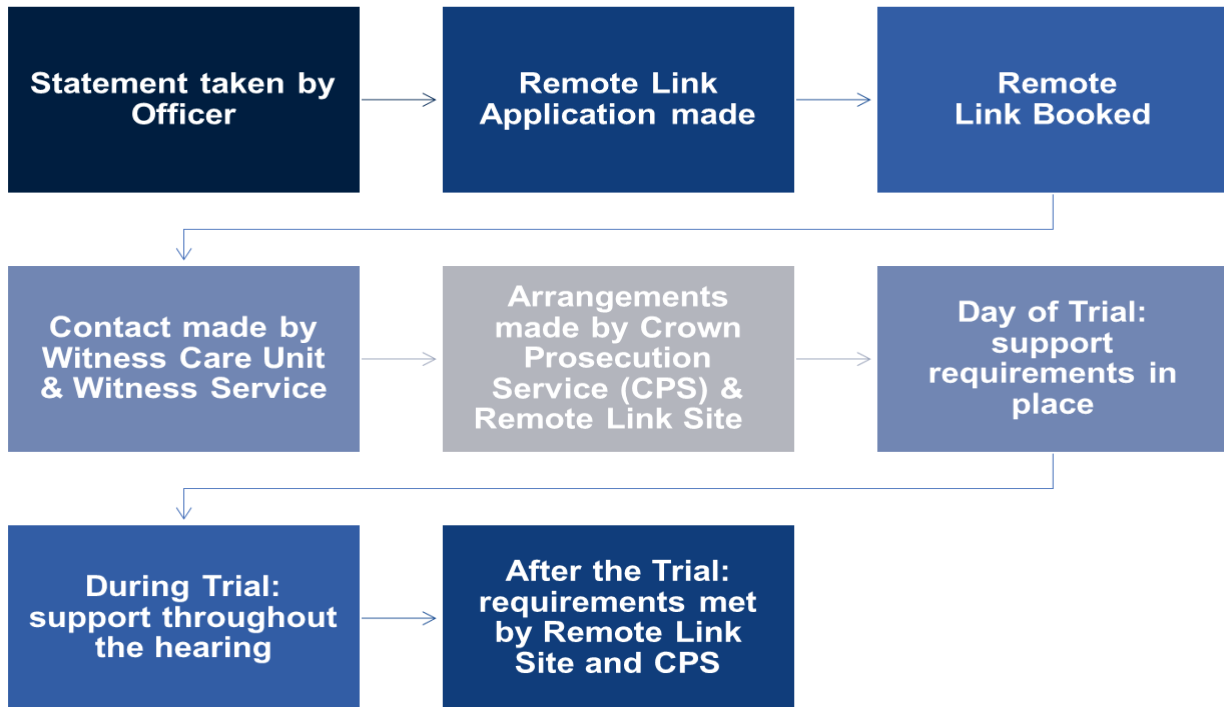 Statement taken by
Officer
Remote Link
Application made
Remote
Link Booked
Contact made by
Witness Care Unit
& Witness Service
Arrangements
made by Crown
Prosecution
Service (CPS) &
Remote Link Site
Day of Trial:
support
requirements in
place
During Trial:
support throughout
the hearing
After the Trial:
requirements met
by Remote Link
Site and CPS